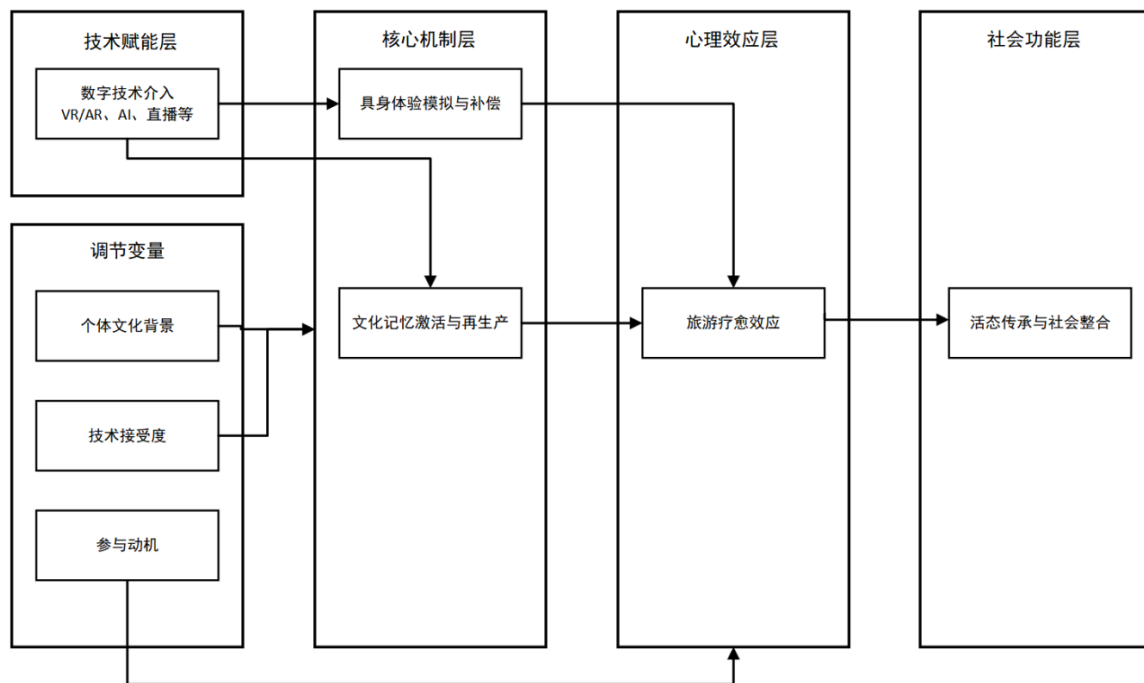 技术赋能层
数字技术介入
VR/AR、AI、直播等
调节变量
个体文化背景
技术接受度
参与动机
核心机制层
具身体验模拟与补偿
文化记忆激活与再生产
心理效应层
旅游疗愈效应
社会功能层
活态传承与社会整合